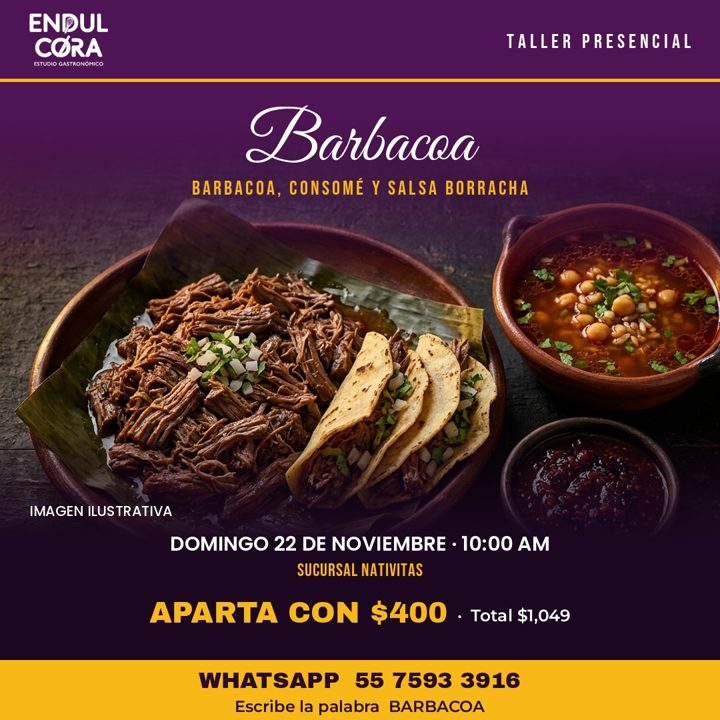 ENDUL
CORA
ESTUDIO GASTRONÓMICO
TALLER PRESENCIAL
Barbacoa
BARBACOA, CONSOMÉ Y SALSA BORRACHA
IMAGEN ILUSTRATIVA
DOMINGO 22 DE NOVIEMBRE · 10:00 AM
SUCURSAL NATIVITAS
APARTA CON $400 · Total $1,049
WHATSAPP 55 7593 3916
Escribe la palabra BARBACOA